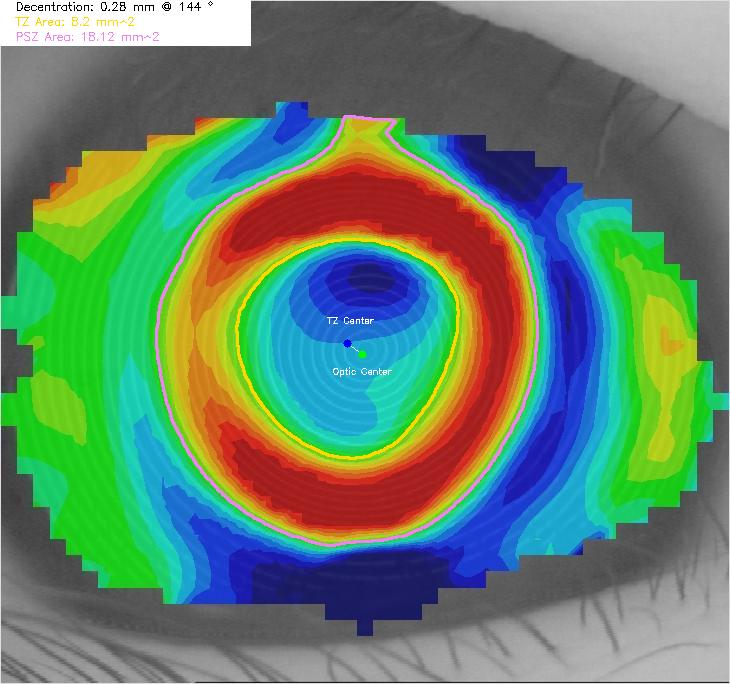 Decentration: 0.28 mm @ 144 °
TZ Area: 8.2 mm^2
PSZ Area: 18.12 mm^2
TZ Center
Optic Center